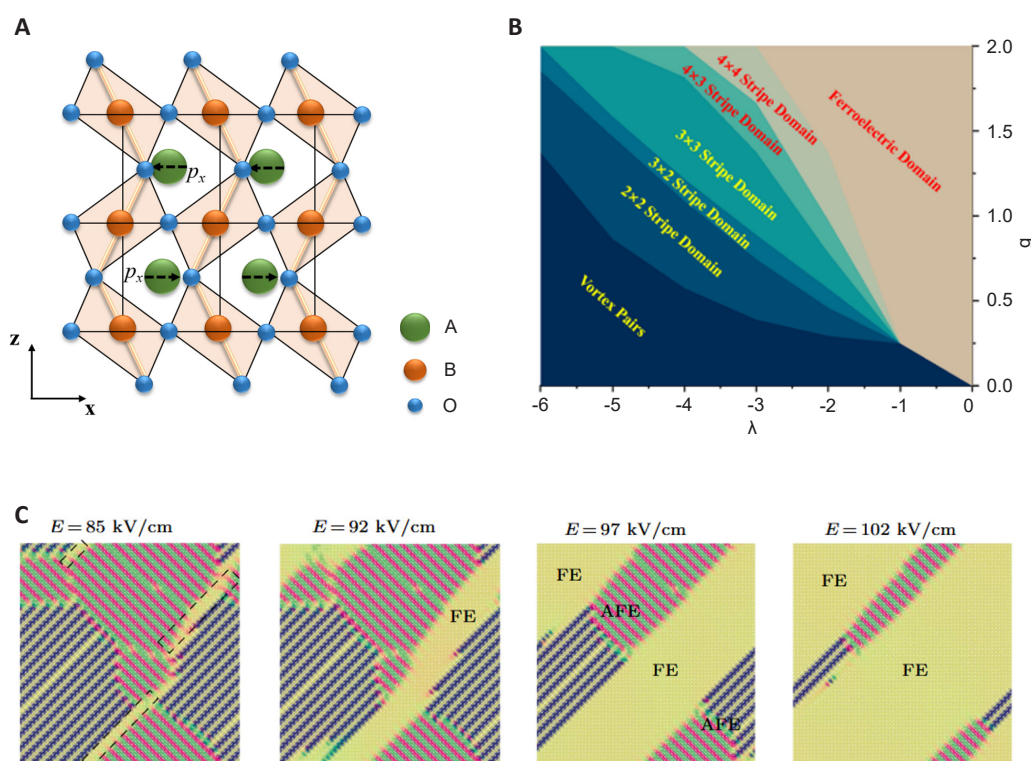 A
p_x
p_x
z
x
A
B
O
B
4×4 Stripe Domain
4×3 Stripe Domain
Ferroelectric Domain
3×3 Stripe Domain
3×2 Stripe Domain
2×2 Stripe Domain
Vortex Pairs
2.0
1.5
1.0
0.5
0.0
α
-6 -5 -4 -3 -2 -1 0
λ
C
E = 85 kV/cm
E = 92 kV/cm
E = 97 kV/cm
E = 102 kV/cm
FE
FE
AFE
FE
AFE
FE
FE